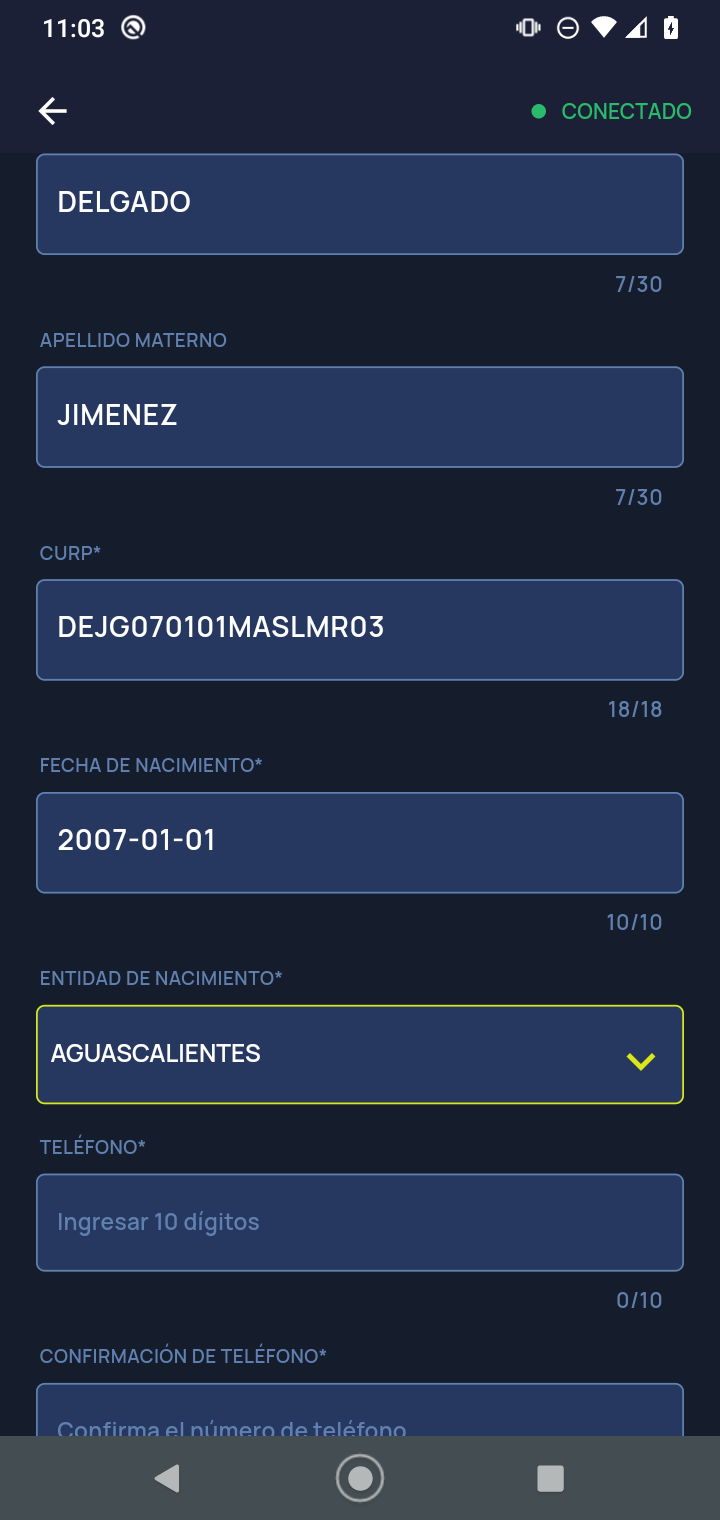 11:03
CONECTADO
DELGADO
7/30
APELLIDO MATERNO
JIMENEZ
7/30
CURP*
DEJG070101MASLMR03
18/18
FECHA DE NACIMIENTO*
2007-01-01
10/10
ENTIDAD DE NACIMIENTO*
AGUASCALIENTES
TELÉFONO*
Ingresar 10 dígitos
0/10
CONFIRMACIÓN DE TELÉFONO*
Confirma el número de teléfono